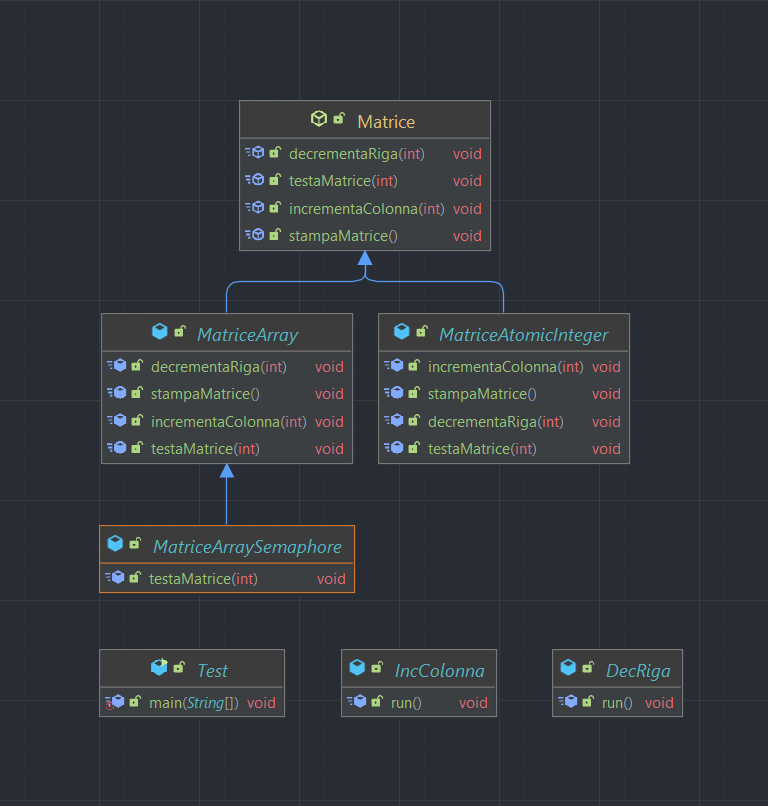 Matrice
decrementaRiga(int) void
testaMatrice(int) void
incrementaColonna(int) void
stampaMatrice() void
MatriceArray
decrementaRiga(int) void
stampaMatrice() void
incrementaColonna(int) void
testaMatrice(int) void
MatriceAtomicInteger
incrementaColonna(int) void
stampaMatrice() void
decrementaRiga(int) void
testaMatrice(int) void
MatriceArraySemaphore
testaMatrice(int) void
Test
main(String[]) void
IncColonna
run() void
DecRiga
run() void